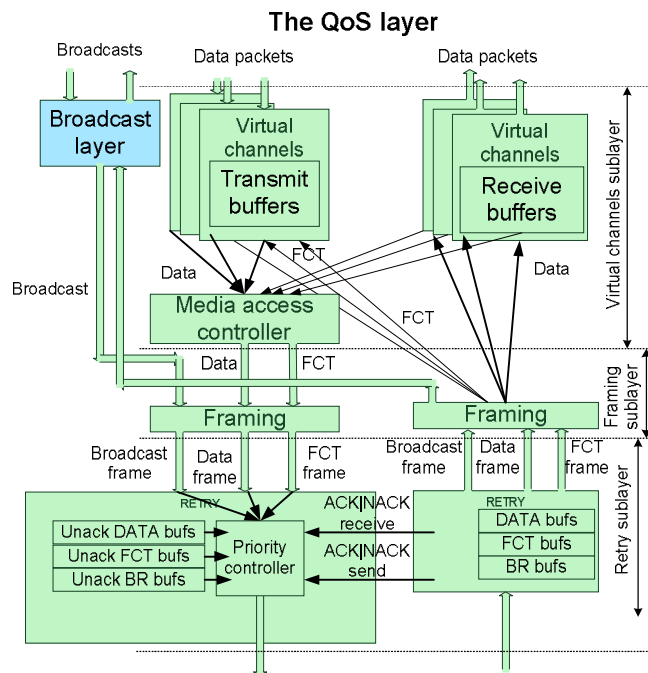 The QoS layer
Broadcasts
Data packets
Data packets
Broadcast
layer
Virtual
channels
Transmit
buffers
Virtual
channels
Receive
buffers
Virtual channels sublayer
FCT
Data
Data
Broadcast
FCT
Media access
controller
Data
FCT
Framing
Framing
Framing
sublayer
Broadcast
frame
Data
frame
FCT
frame
Broadcast
frame
Data
frame
FCT
frame
RETRY
Unack DATA bufs
Unack FCT bufs
Unack BR bufs
Priority
controller
ACK|NACK
receive
ACK|NACK
send
RETRY
DATA bufs
FCT bufs
BR bufs
Retry sublayer